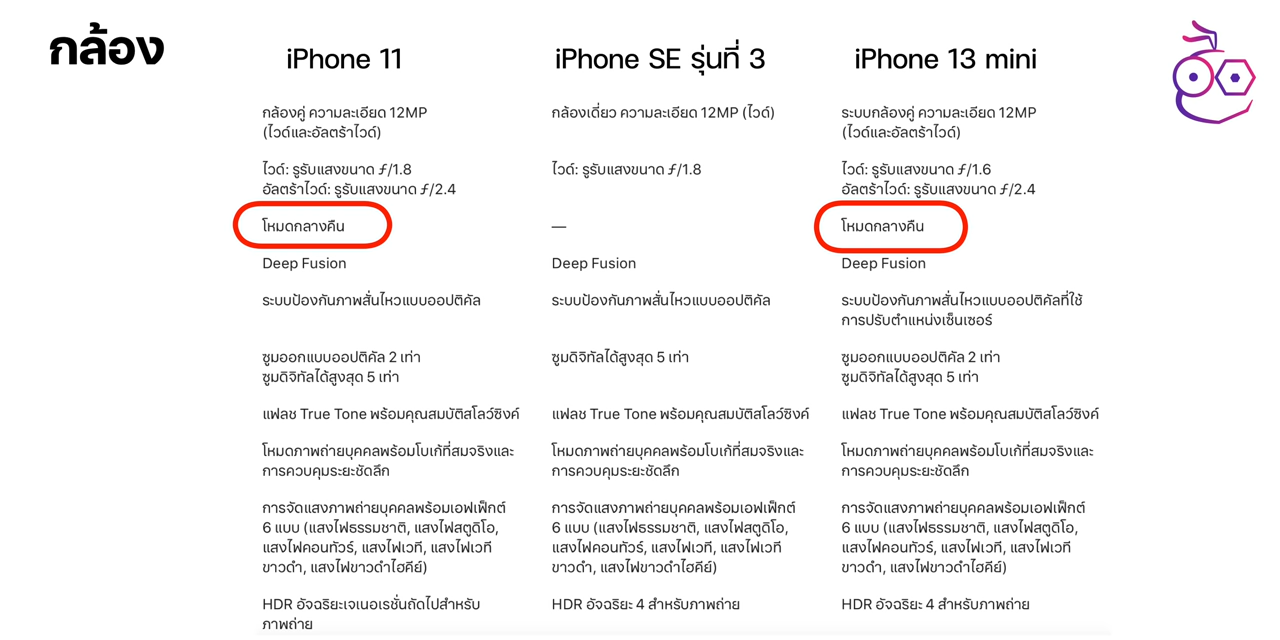 กล้อง
iPhone 11
iPhone SE รุ่นที่ 3
iPhone 13 mini
กล้องคู่ ความละเอียด 12MP
(ไวด์และอัลตร้าไวด์)
กล้องเดี่ยว ความละเอียด 12MP (ไวด์)
ระบบกล้องคู่ ความละเอียด 12MP
(ไวด์และอัลตร้าไวด์)
ไวด์: รูรับแสงขนาด ƒ/1.8
อัลตร้าไวด์: รูรับแสงขนาด ƒ/2.4
ไวด์: รูรับแสงขนาด ƒ/1.8
ไวด์: รูรับแสงขนาด ƒ/1.6
อัลตร้าไวด์: รูรับแสงขนาด ƒ/2.4
โหมดกลางคืน
—
โหมดกลางคืน
Deep Fusion
Deep Fusion
Deep Fusion
ระบบป้องกันภาพสั่นไหวแบบออปติคัล
ระบบป้องกันภาพสั่นไหวแบบออปติคัล
ระบบป้องกันภาพสั่นไหวแบบออปติคัลที่ใช้
การปรับตำแหน่งเซ็นเซอร์
ซูมออกแบบออปติคัล 2 เท่า
ซูมดิจิทัลได้สูงสุด 5 เท่า
ซูมดิจิทัลได้สูงสุด 5 เท่า
ซูมออกแบบออปติคัล 2 เท่า
ซูมดิจิทัลได้สูงสุด 5 เท่า
แฟลช True Tone พร้อมคุณสมบัติสโลว์ซิงค์
แฟลช True Tone พร้อมคุณสมบัติสโลว์ซิงค์
แฟลช True Tone พร้อมคุณสมบัติสโลว์ซิงค์
โหมดภาพถ่ายบุคคลพร้อมโบเก้ที่สมจริงและ
การควบคุมระยะชัดลึก
โหมดภาพถ่ายบุคคลพร้อมโบเก้ที่สมจริงและ
การควบคุมระยะชัดลึก
โหมดภาพถ่ายบุคคลพร้อมโบเก้ที่สมจริงและ
การควบคุมระยะชัดลึก
การจัดแสงภาพถ่ายบุคคลพร้อมเอฟเฟ็กต์
6 แบบ (แสงไฟธรรมชาติ, แสงไฟสตูดิโอ,
แสงไฟคอนทัวร์, แสงไฟเวที, แสงไฟเวที
ขาวดำ, แสงไฟขาวดำไฮคีย์)
การจัดแสงภาพถ่ายบุคคลพร้อมเอฟเฟ็กต์
6 แบบ (แสงไฟธรรมชาติ, แสงไฟสตูดิโอ,
แสงไฟคอนทัวร์, แสงไฟเวที, แสงไฟเวที
ขาวดำ, แสงไฟขาวดำไฮคีย์)
การจัดแสงภาพถ่ายบุคคลพร้อมเอฟเฟ็กต์
6 แบบ (แสงไฟธรรมชาติ, แสงไฟสตูดิโอ,
แสงไฟคอนทัวร์, แสงไฟเวที, แสงไฟเวที
ขาวดำ, แสงไฟขาวดำไฮคีย์)
HDR อัจฉริยะเจเนอเรชั่นถัดไปสำหรับ
ภาพถ่าย
HDR อัจฉริยะ 4 สำหรับภาพถ่าย
HDR อัจฉริยะ 4 สำหรับภาพถ่าย